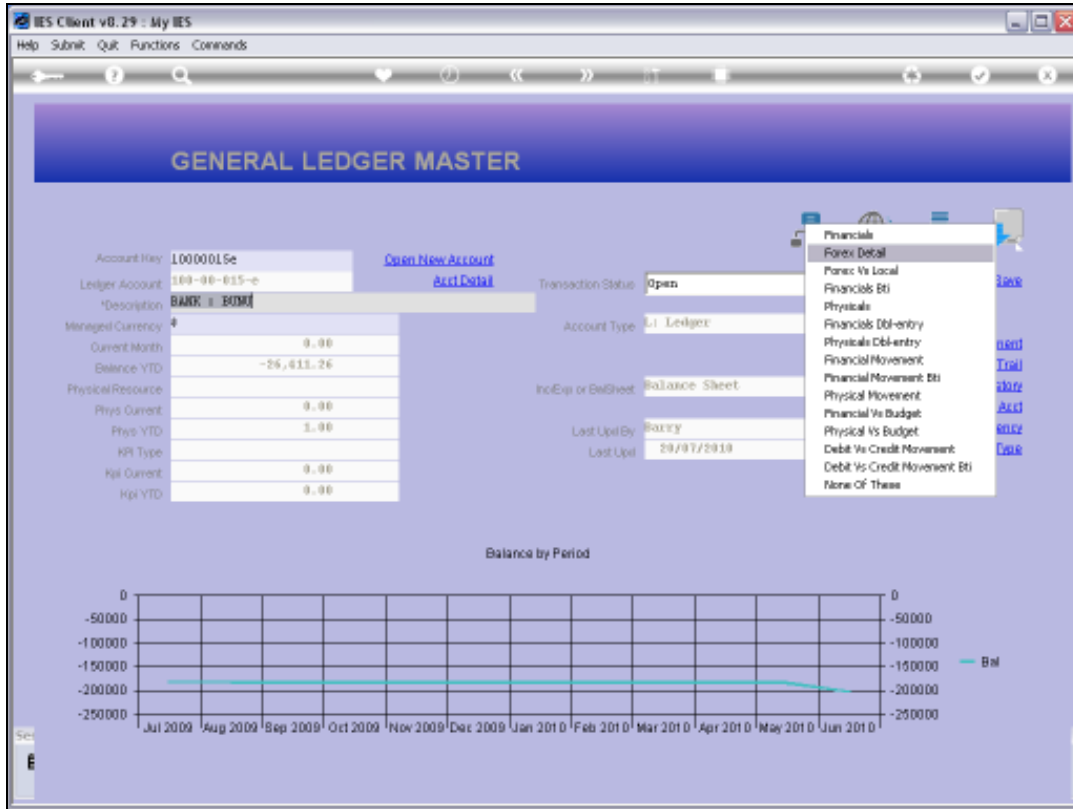 IES Client v8.29 : My IES
Help Submit Quit Functions Commands
GENERAL LEDGER MASTER
Account Key 10000015e Open New Account
Ledger Account 100-00-015-e Acct Detail Transaction Status Open Save
*Description BANK : BUNU
Managed Currency Account Type L: Ledger
Current Month 0.00
Balance YTD -26,411.26 Trail
Physical Resource Inc/Exp or BalSheet Balance Sheet
Phys Current 0.00 Acct
Phys YTD 1.00 Last Upd By Barry
KPI Type Last Upd 20/07/2010 Type
Kpi Current 0.00
Kpi YTD 0.00
Financials
Forex Detail
Forex Vs Local
Financials Bti
Physicals
Financials Dbl-entry
Physicals Dbl-entry
Financial Movement
Financial Movement Bti
Physical Movement
Financial Vs Budget
Physical Vs Budget
Debit Vs Credit Movement
Debit Vs Credit Movement Bti
None Of These
Balance by Period
0 0
-50000 -50000
-100000 -100000
-150000 -150000 Bal
-200000 -200000
-250000 -250000
Jul 2009 Aug 2009 Sep 2009 Oct 2009 Nov 2009 Dec 2009 Jan 2010 Feb 2010 Mar 2010 Apr 2010 May 2010 Jun 2010